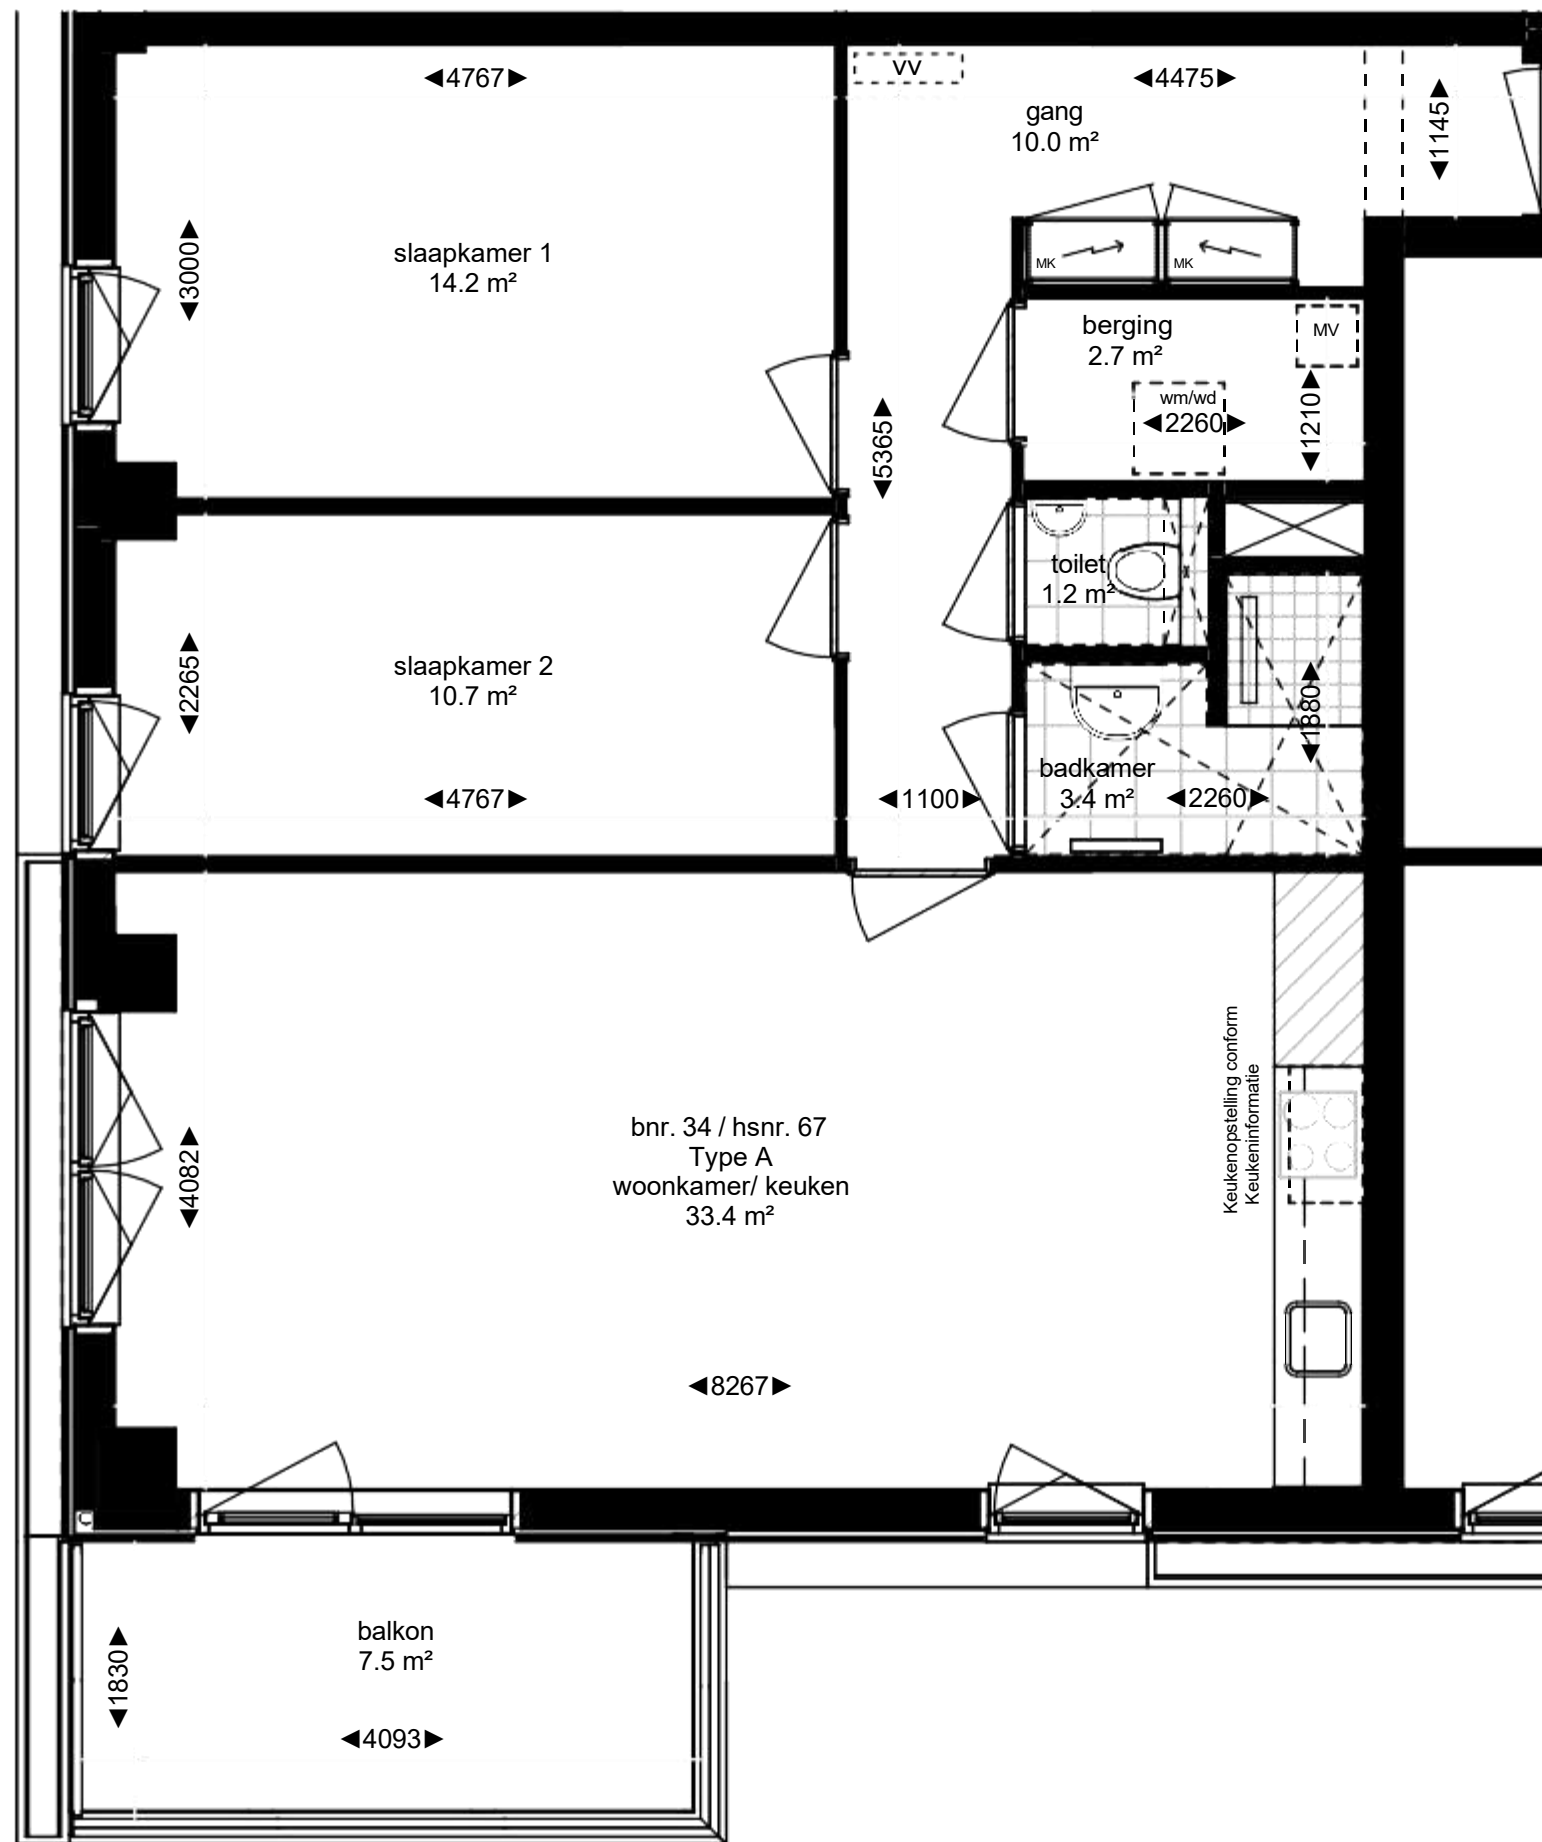 4767
VV
4475
gang
10.0 m²
1145
3000
slaapkamer 1
14.2 m²
MK
MK
berging
2.7 m²
MV
wm/wd
2260
1210
5365
toilet
1.2 m²
slaapkamer 2
10.7 m²
2265
4767
1100
badkamer
3.4 m²
2260
1880
bnr. 34 / hsnr. 67
Type A
woonkamer/ keuken
33.4 m²
4082
Keukenopstelling conform
Keukeninformatie
8267
balkon
7.5 m²
1830
4093